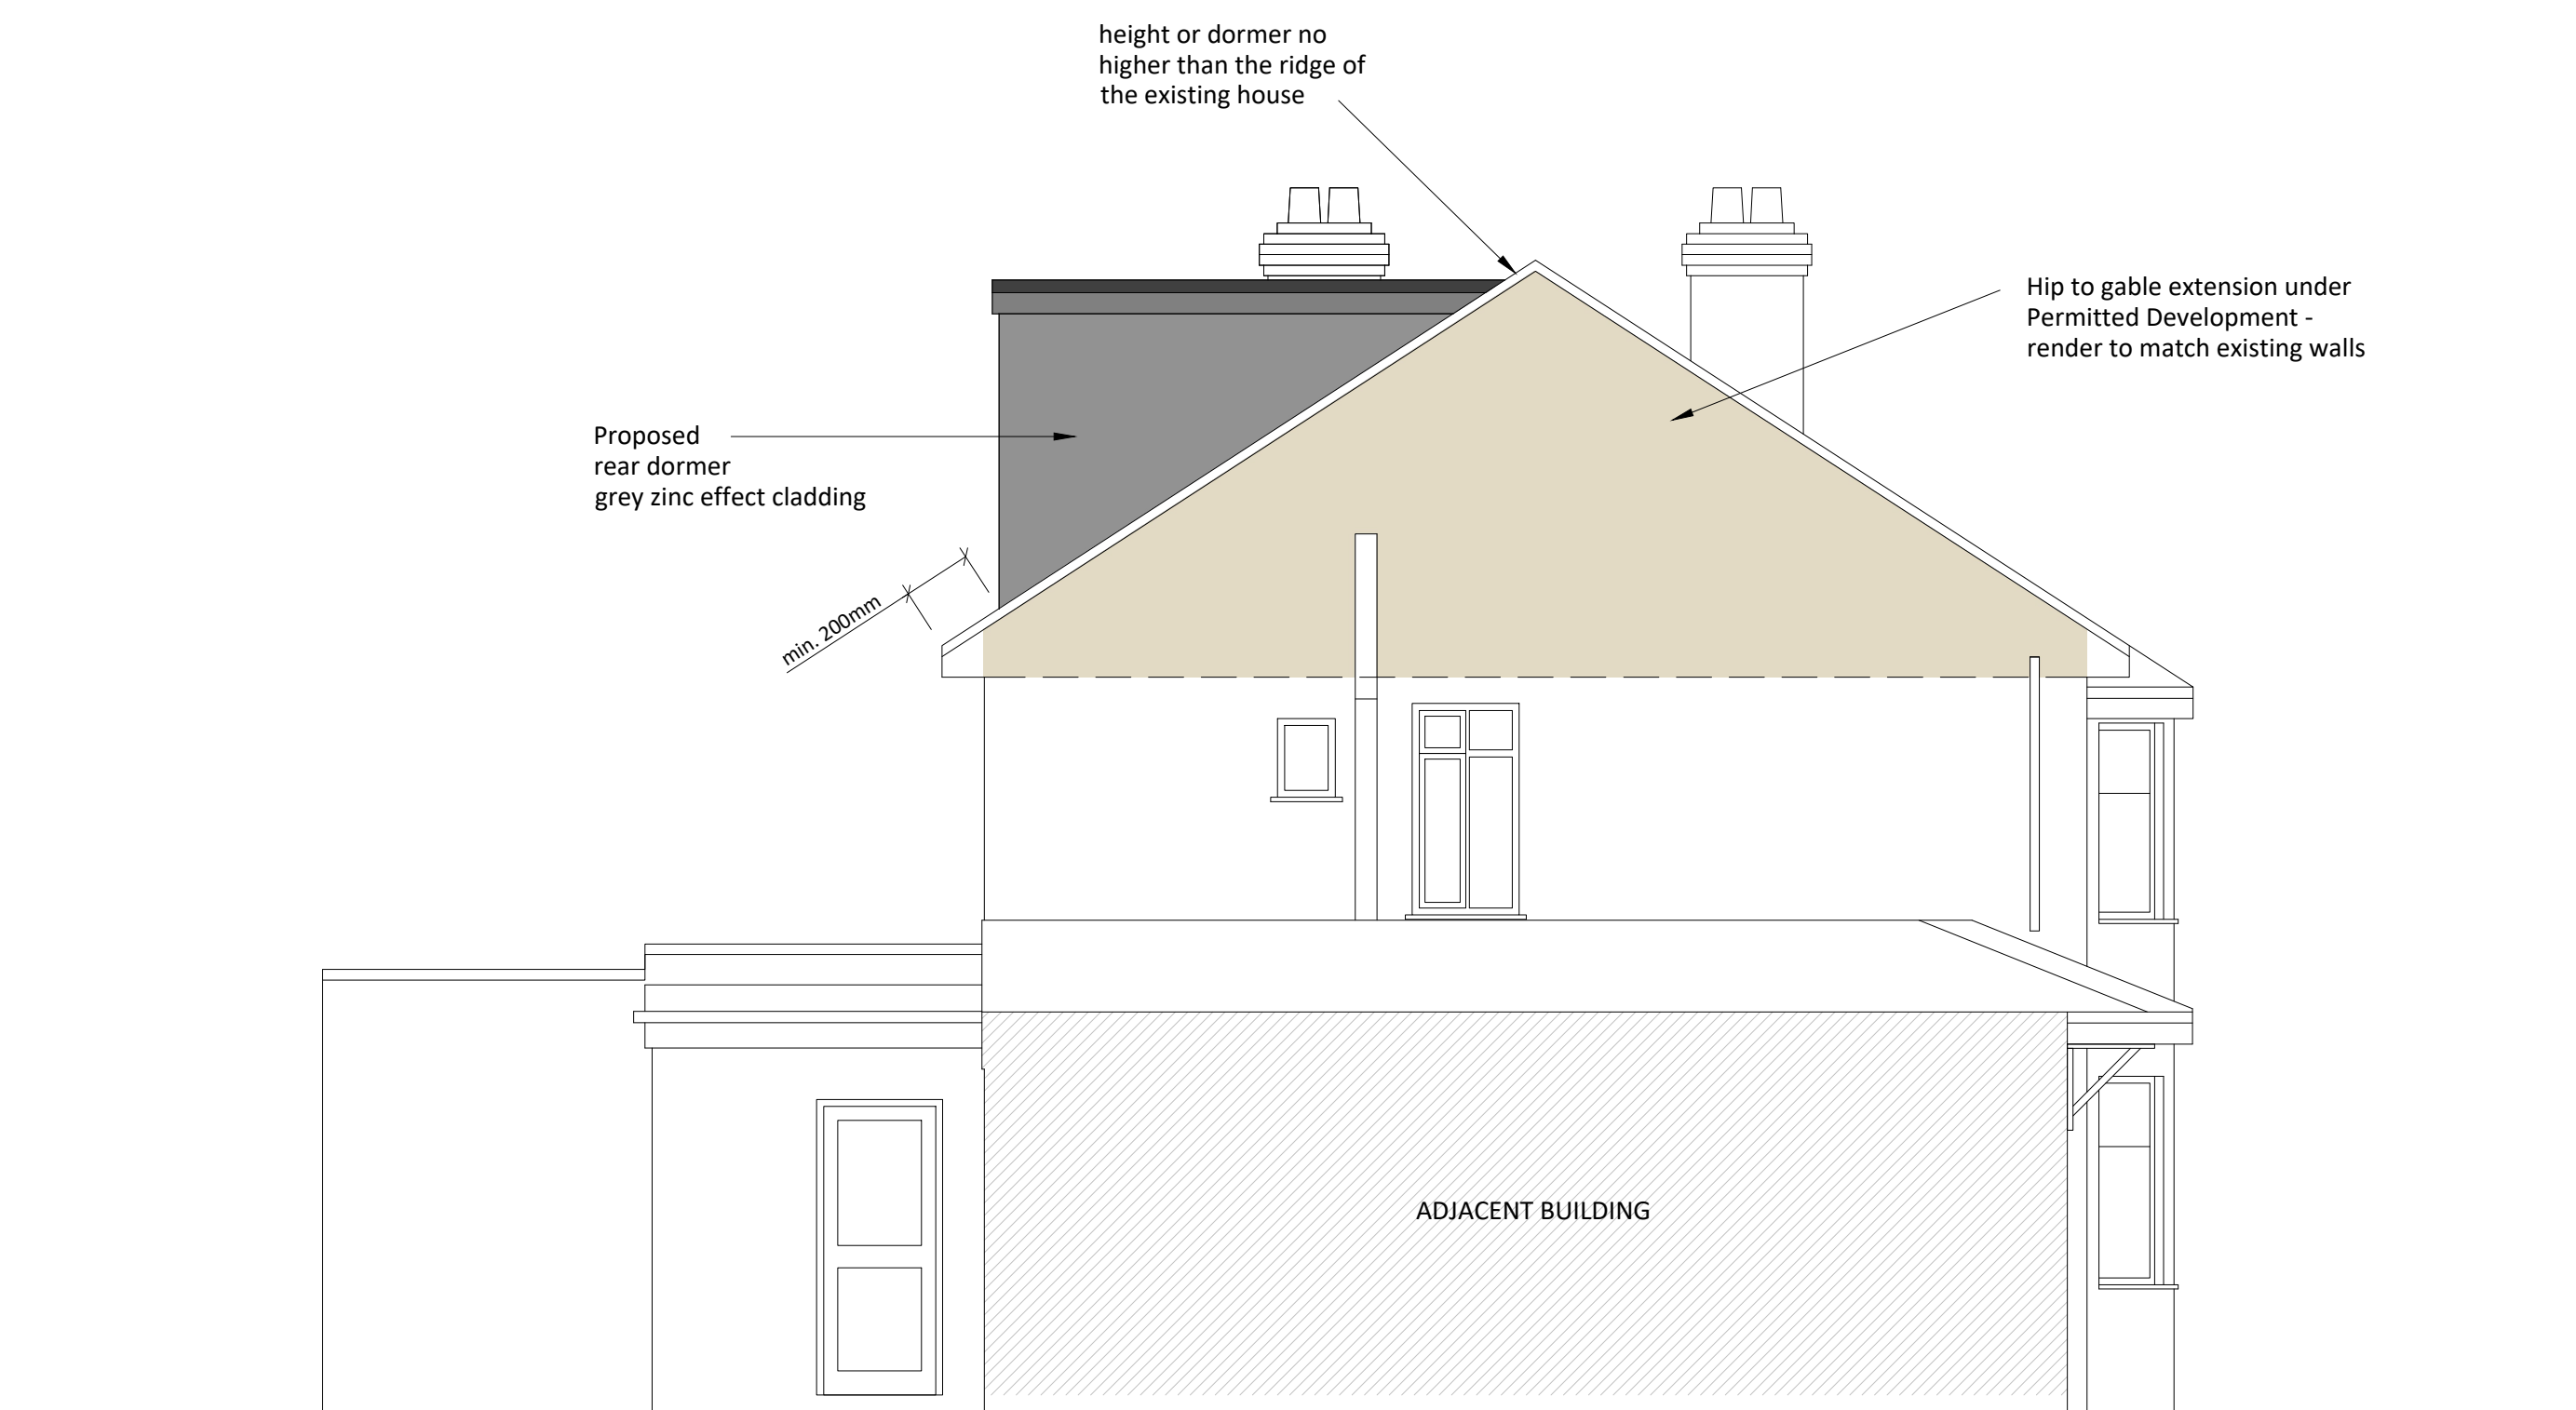 height or dormer no
higher than the ridge of
the existing house
Hip to gable extension under
Permitted Development -
render to match existing walls
Proposed
rear dormer
grey zinc effect cladding
min. 200mm
ADJACENT BUILDING